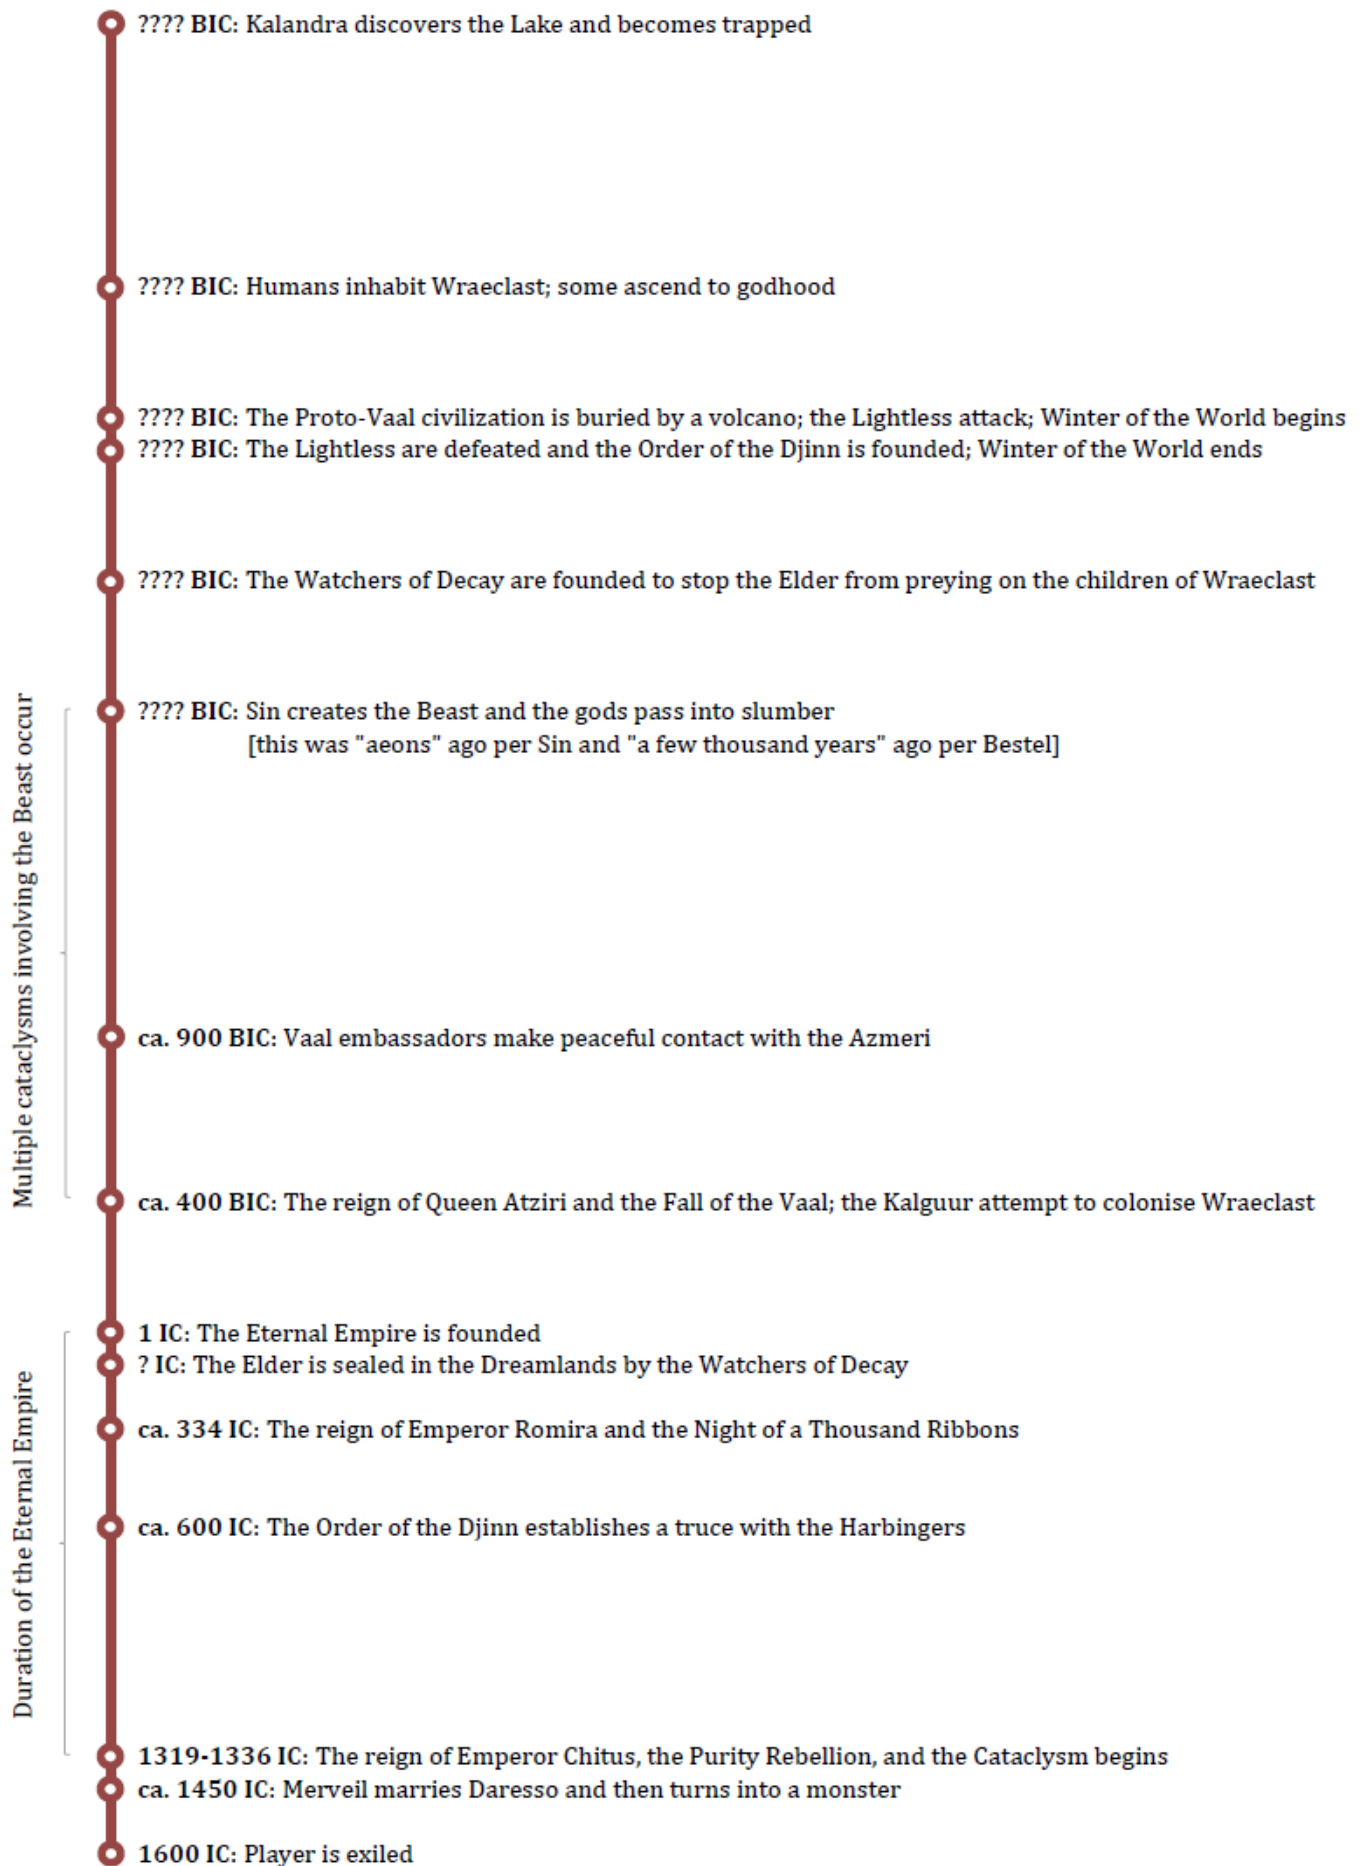 ???? BIC: Kalandra discovers the Lake and becomes trapped
???? BIC: Humans inhabit Wraeclast; some ascend to godhood
???? BIC: The Proto-Vaal civilization is buried by a volcano; the Lightless attack; Winter of the World begins
???? BIC: The Lightless are defeated and the Order of the Djinn is founded; Winter of the World ends
???? BIC: The Watchers of Decay are founded to stop the Elder from preying on the children of Wraeclast
Multiple cataclysms involving the Beast occur
???? BIC: Sin creates the Beast and the gods pass into slumber
[this was "aeons" ago per Sin and "a few thousand years" ago per Bestel]
ca. 900 BIC: Vaal embassadors make peaceful contact with the Azmeri
ca. 400 BIC: The reign of Queen Atziri and the Fall of the Vaal; the Kalguur attempt to colonise Wraeclast
Duration of the Eternal Empire
1 IC: The Eternal Empire is founded
? IC: The Elder is sealed in the Dreamlands by the Watchers of Decay
ca. 334 IC: The reign of Emperor Romira and the Night of a Thousand Ribbons
ca. 600 IC: The Order of the Djinn establishes a truce with the Harbingers
1319-1336 IC: The reign of Emperor Chitus, the Purity Rebellion, and the Cataclysm begins
ca. 1450 IC: Merveil marries Daresso and then turns into a monster
1600 IC: Player is exiled